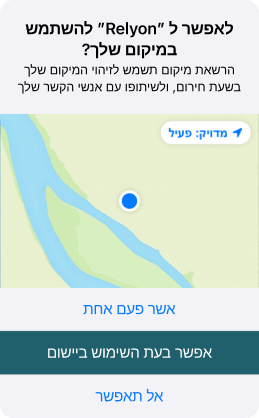 לאפשר ל ״Relyon״ להשתמש
במיקום שלך?
הרשאת מיקום תשמש לזיהוי המיקום שלך
בשעת חירום, ולשיתופו עם אנשי הקשר שלך
מדויק: פעיל
אשר פעם אחת
אפשר בעת השימוש ביישום
אל תאפשר